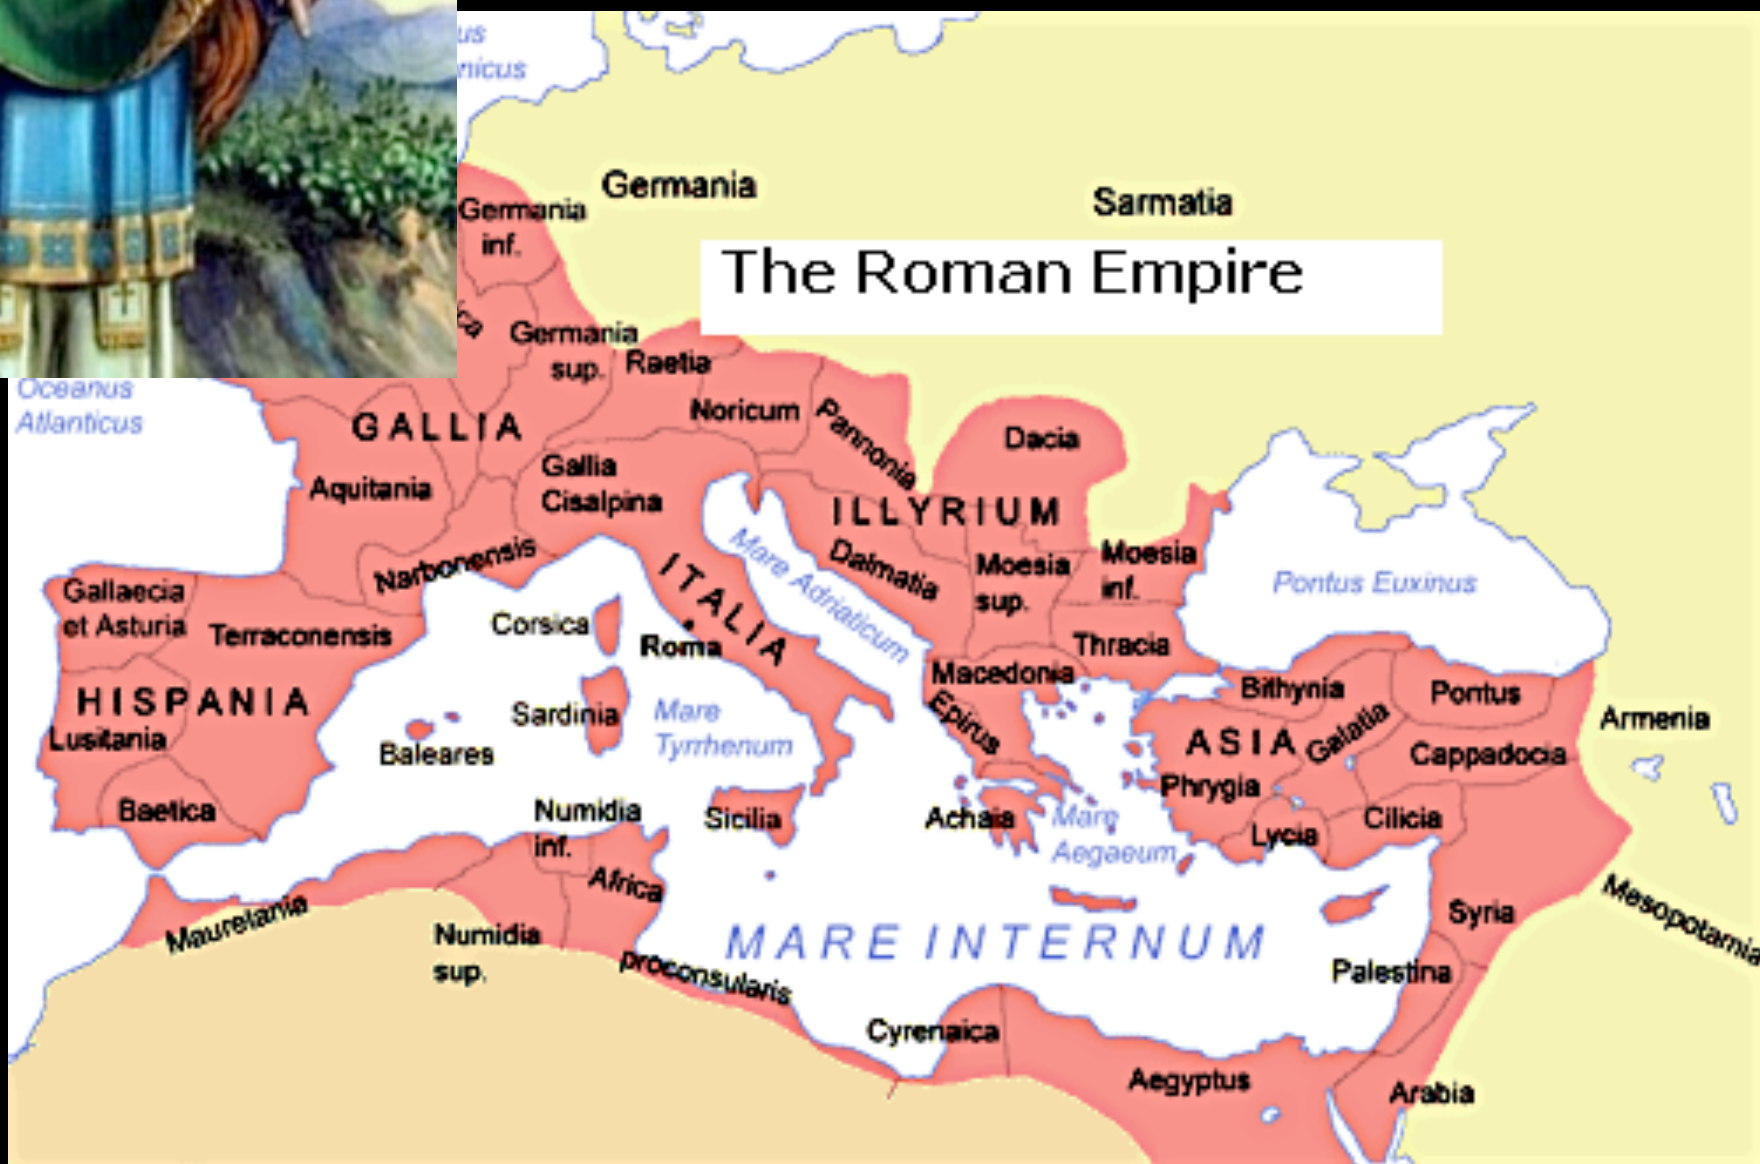 Germania
Sarmatia
Germania
inf.
The Roman Empire
Germania
sup.
Raetia
Oceanus
Atlanticus
GALLIA
Noricum
Pannonia
Dacia
Aquitania
Gallia
Cisalpina
ILLYRIUM
Narbonensis
Mare Adriaticum
Dalmatia
Moesia
sup.
Moesia
inf.
Pontus Euxinus
Gallaecia
et Asturia
Terraconensis
Corsica
ITALIA
Roma
Thracia
Macedonia
HISPANIA
Lusitania
Sardinia
Mare
Tyrrhenum
Epirus
Bithynia
Pontus
Galatia
Armenia
ASIA
Cappadocia
Baleares
Phrygia
Baetica
Numidia
inf.
Sicilia
Achaia
Mare
Aegaeum
Lycia
Cilicia
Africa
Mauretania
Numidia
sup.
proconsularis
MARE INTERNUM
Syria
Mesopotamia
Palestina
Cyrenaica
Aegyptus
Arabia